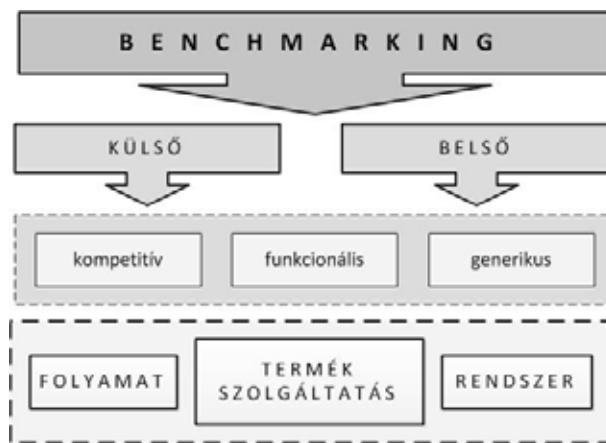 BENCHMARKING
KÜLSŐ
BELSŐ
kompetitív
funkcionális
generikus
FOLYAMAT
TERMÉK
SZOLGÁLTATÁS
RENDSZER